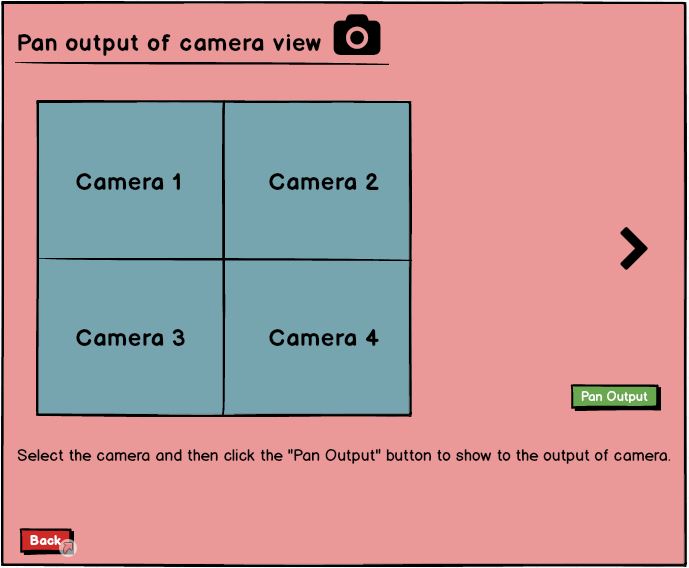 Pan output of camera view
Camera 1
Camera 2
Camera 3
Camera 4
Pan Output
Select the camera and then click the "Pan Output" button to show to the output of camera.
Back